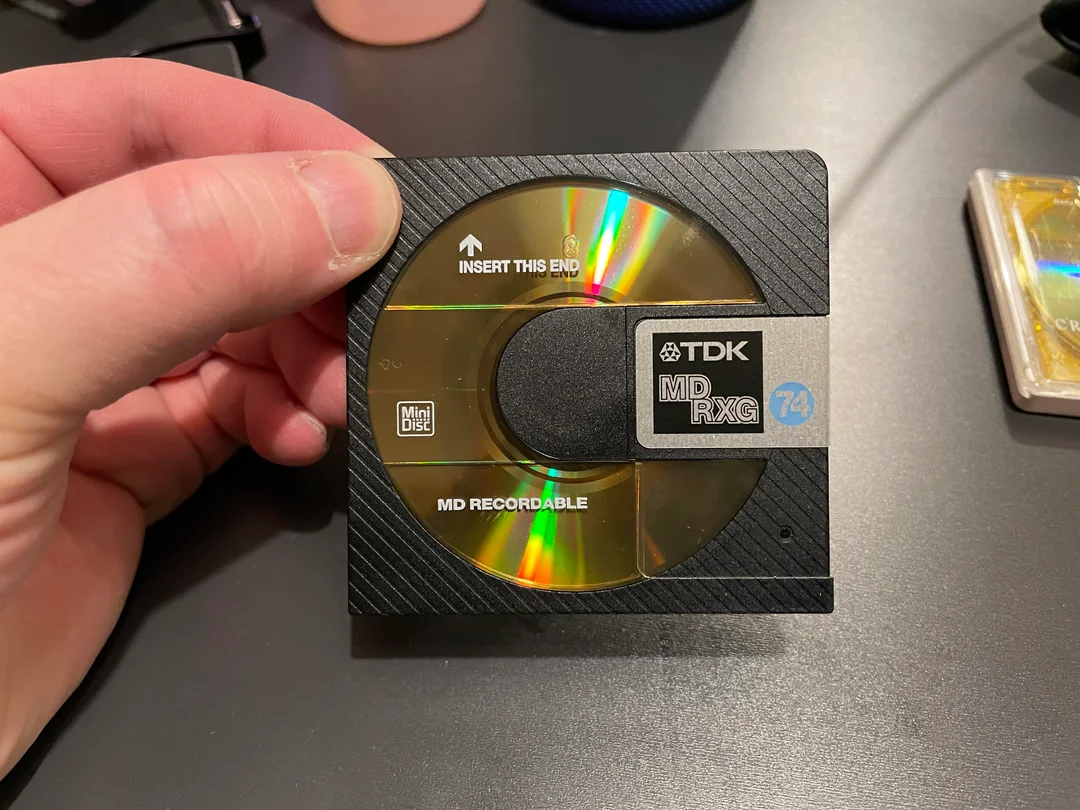 INSERT THIS END
TDK
MD
RXG
74
Mini
Disc
MD RECORDABLE